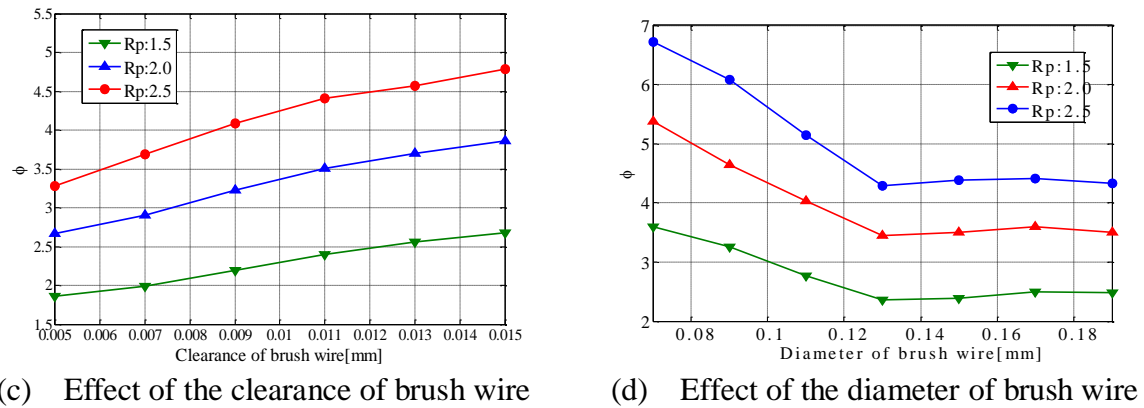 5.5
5
4.5
4
3.5
3
2.5
2
1.5
ϕ
Rp:1.5
Rp:2.0
Rp:2.5
0.005 0.006 0.007 0.008 0.009 0.01 0.011 0.012 0.013 0.014 0.015
Clearance of brush wire[mm]
7
6
5
4
3
2
ϕ
Rp:1.5
Rp:2.0
Rp:2.5
0.08 0.1 0.12 0.14 0.16 0.18
Diameter of brush wire[mm]
(c) Effect of the clearance of brush wire
(d) Effect of the diameter of brush wire